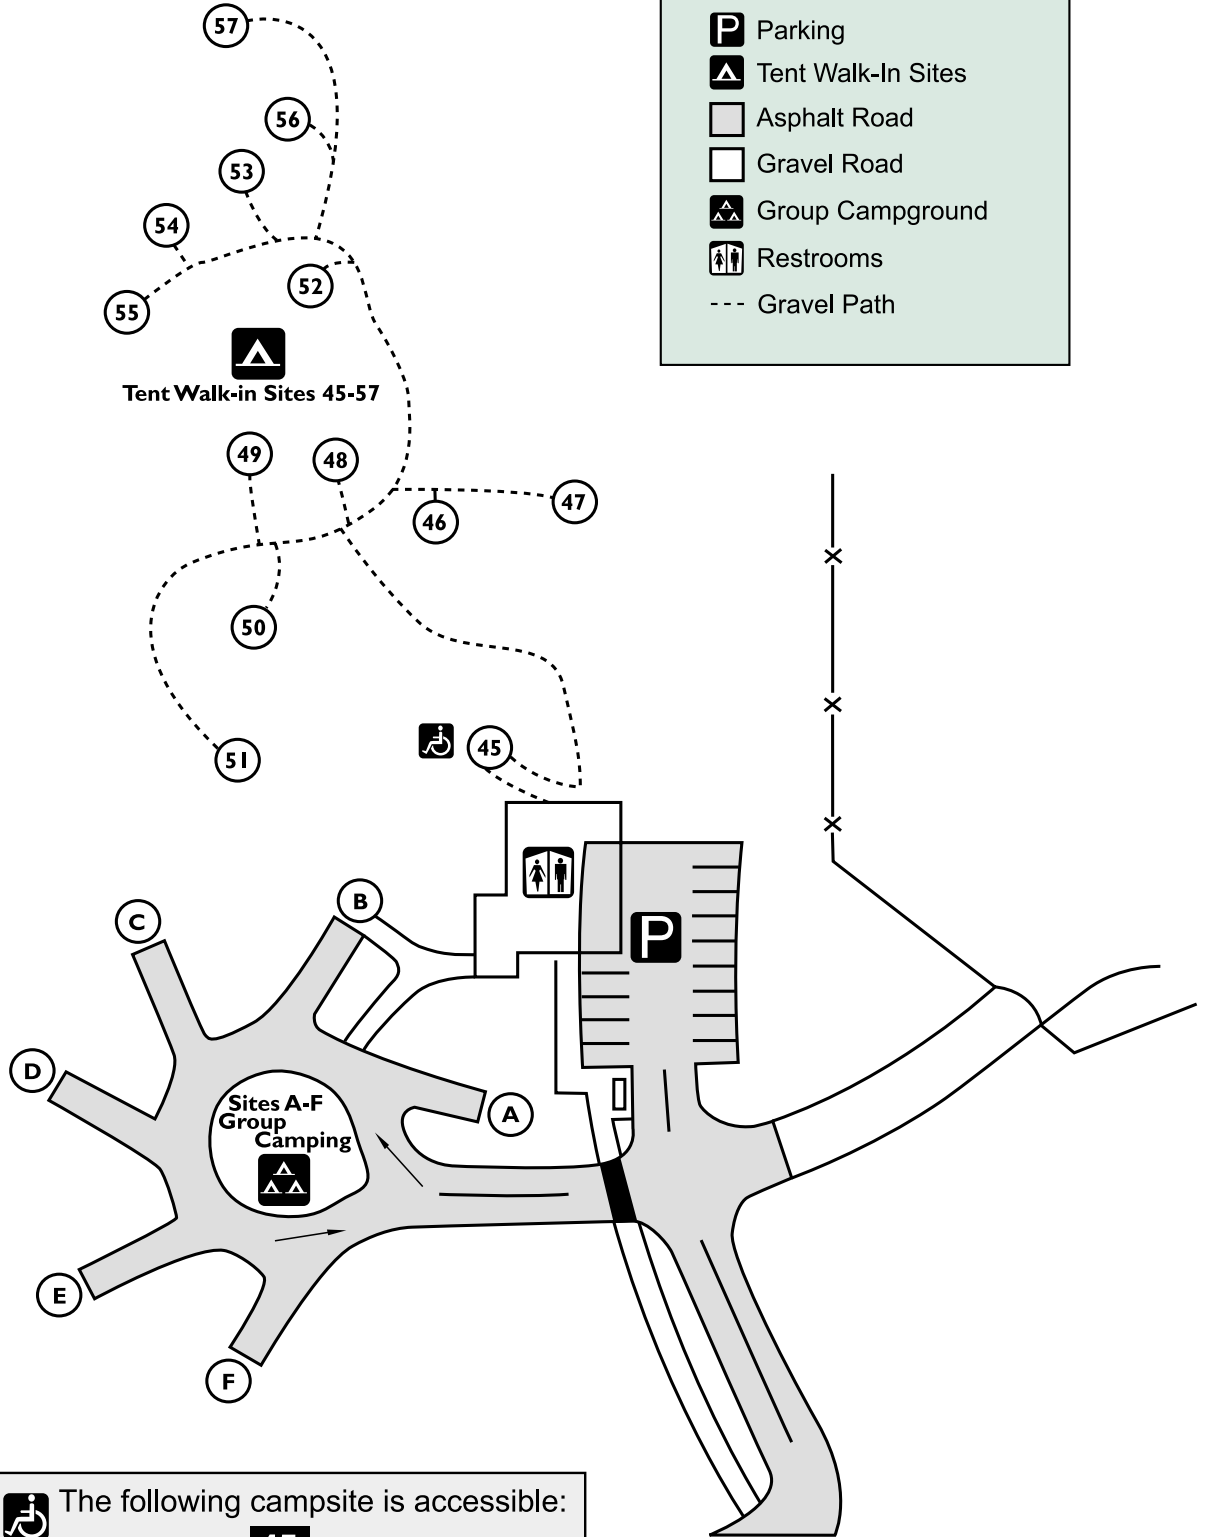 57
Parking
Tent Walk-In Sites
Asphalt Road
Gravel Road
Group Campground
Restrooms
Gravel Path
56
53
54
52
55
Tent Walk-in Sites 45-57
49
48
47
46
50
51
45
B
C
P
D
A
Sites A-F
Group
Camping
E
F
The following campsite is accessible: